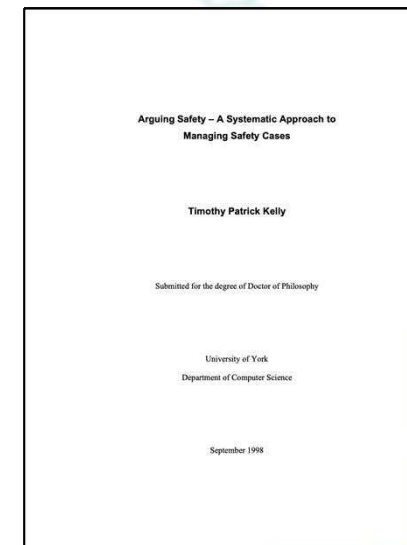 Arguing Safety – A Systematic Approach to
Managing Safety Cases
Timothy Patrick Kelly
Submitted for the degree of Doctor of Philosophy
University of York
Department of Computer Science
September 1998